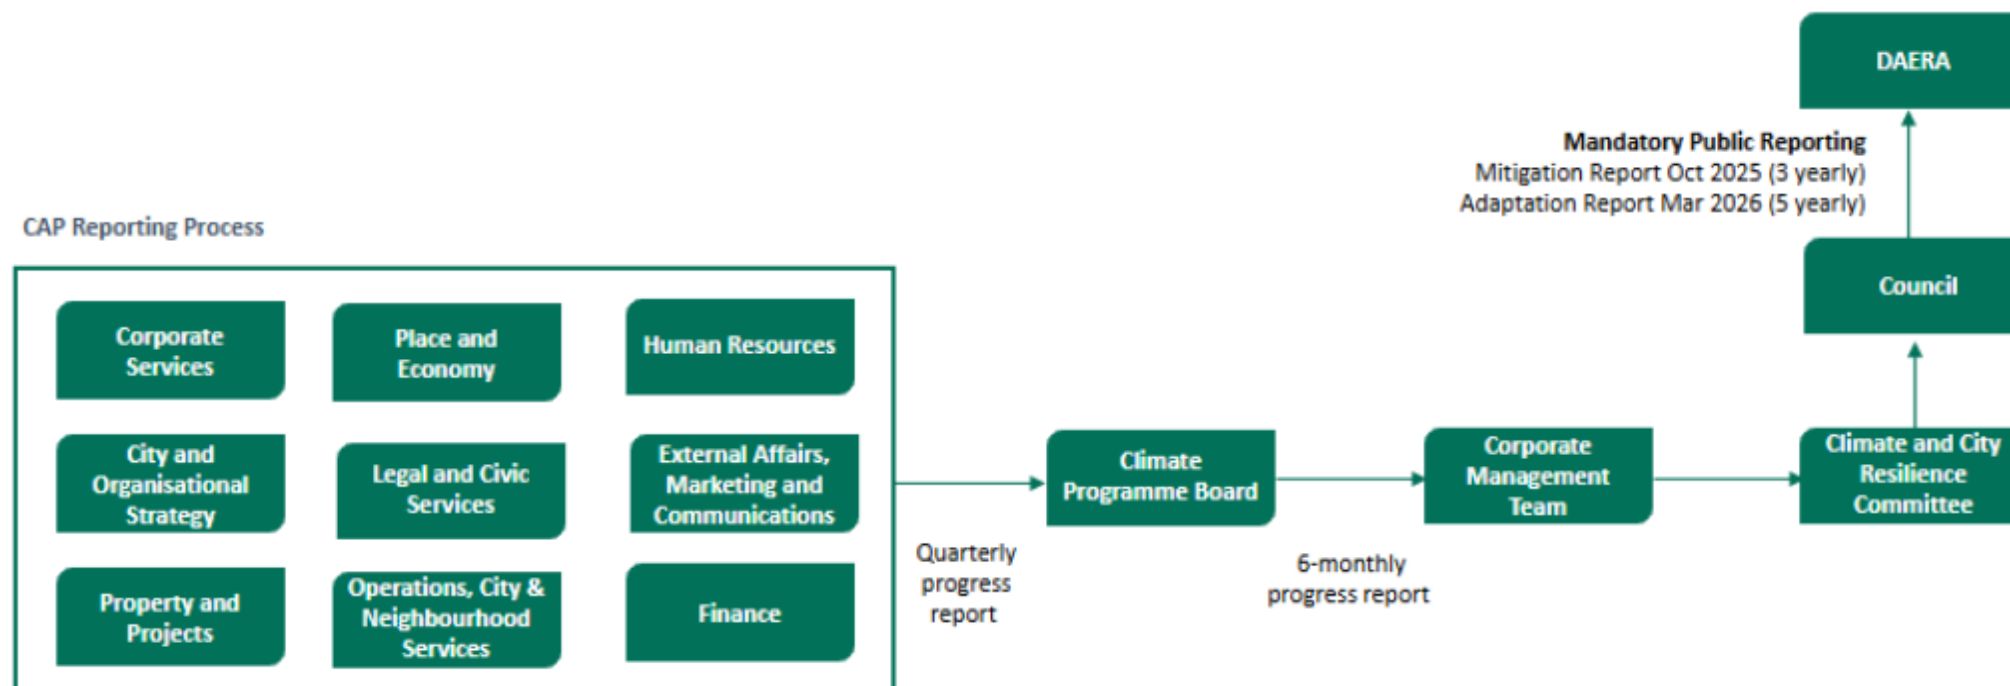 DAERA
Mandatory Public Reporting
Mitigation Report Oct 2025 (3 yearly)
Adaptation Report Mar 2026 (5 yearly)
Council
CAP Reporting Process
Corporate
Services
Place and
Economy
Human Resources
City and
Organisational
Strategy
Legal and Civic
Services
External Affairs,
Marketing and
Communications
Property and
Projects
Operations, City &
Neighbourhood
Services
Finance
Quarterly
progress
report
Climate
Programme Board
6-monthly
progress report
Corporate
Management
Team
Climate and City
Resilience
Committee